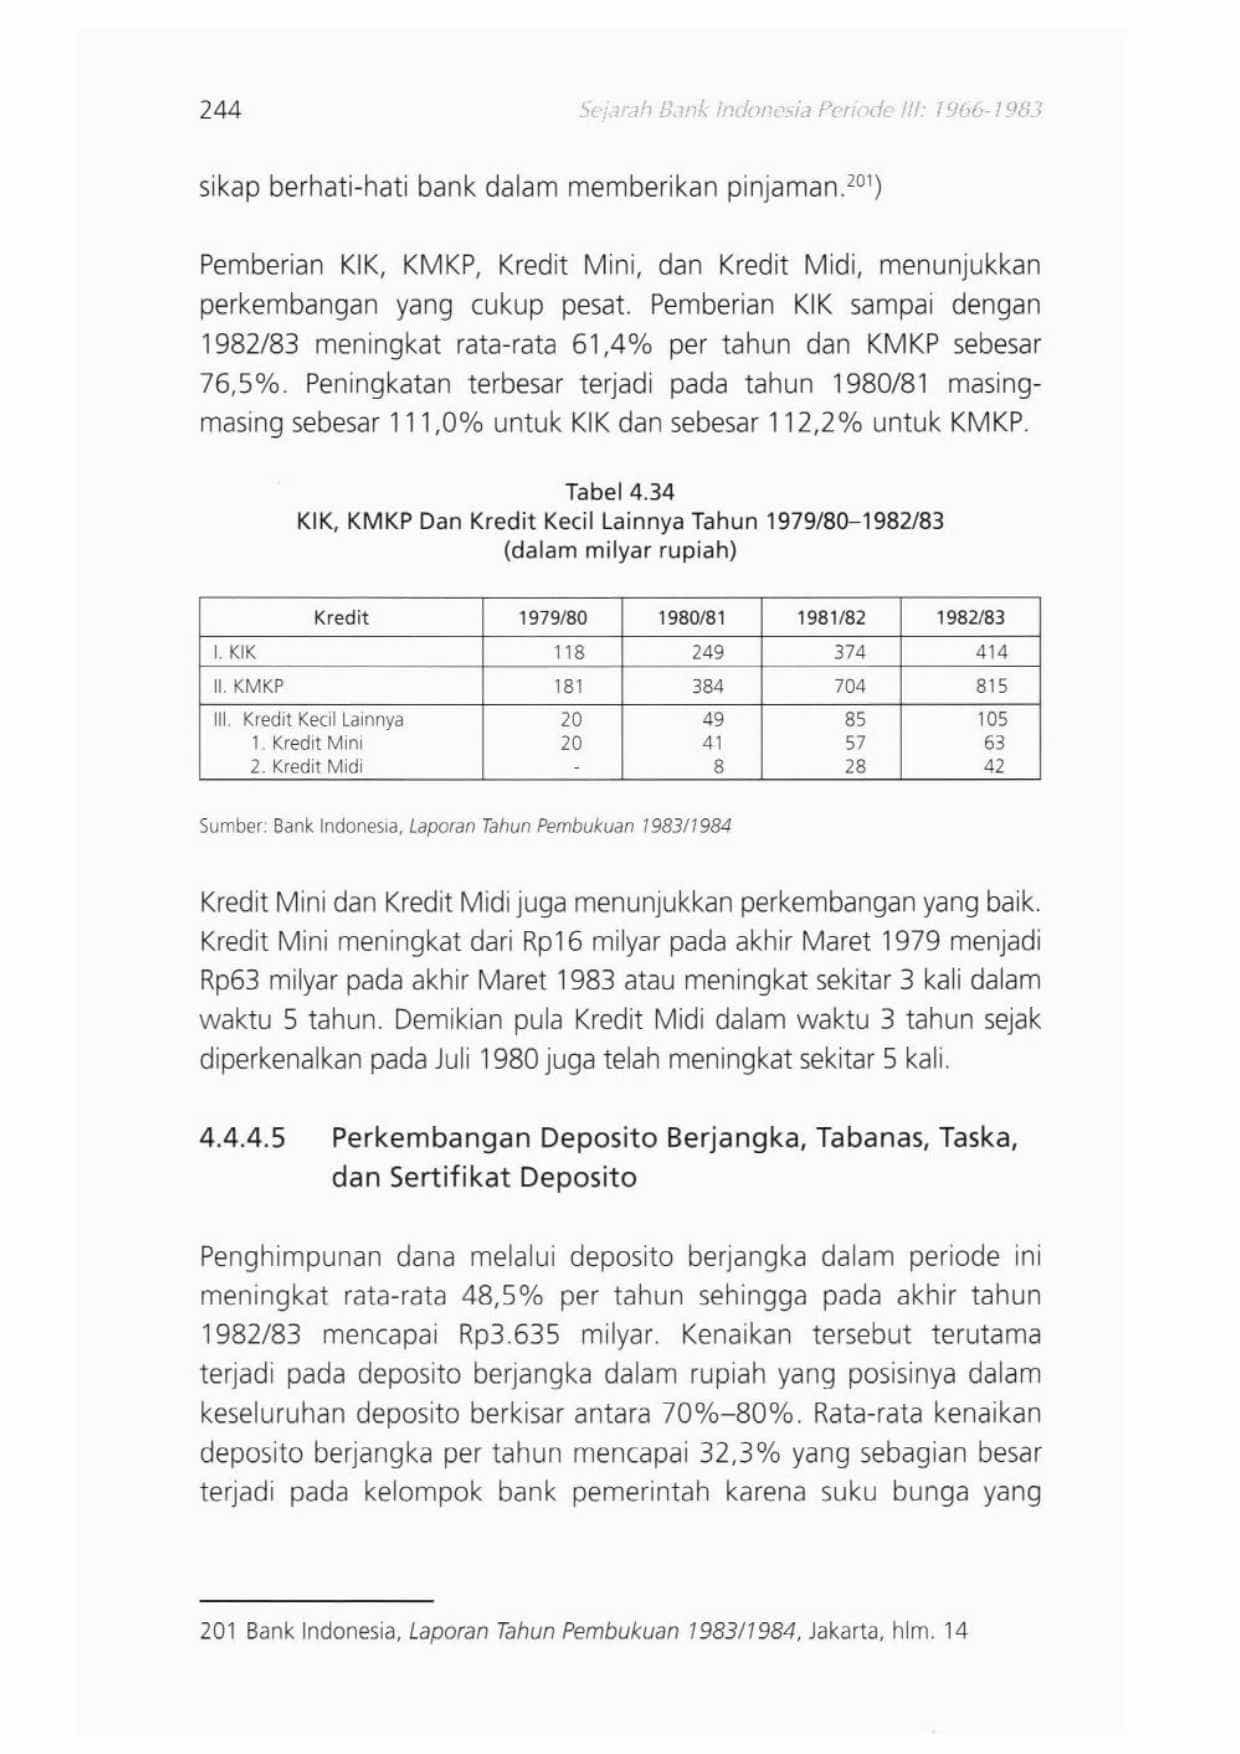 244 Sejarah Bank Indonesia Periode III: 1966-1983
sikap berhati-hati bank dalam memberikan pinjaman.201)
Pemberian KIK, KMKP, Kredit Mini, dan Kredit Midi, menunjukkan
perkembangan yang cukup pesat. Pemberian KIK sampai dengan
1982/83 meningkat rata-rata 61,4% per tahun dan KMKP sebesar
76,5%. Peningkatan terbesar terjadi pada tahun 1980/81 masing-
masing sebesar 111,0% untuk KIK dan sebesar 112,2% untuk KMKP.
Tabel 4.34
KIK, KMKP Dan Kredit Kecil Lainnya Tahun 1979/80–1982/83
(dalam milyar rupiah)
Kredit 1979/80 1980/81 1981/82 1982/83
I. KIK 118 249 374 414
II. KMKP 181 384 704 815
III. Kredit Kecil Lainnya 20 49 85 105
1. Kredit Mini 20 41 57 63
2. Kredit Midi - 8 28 42
Sumber: Bank Indonesia, Laporan Tahun Pembukuan 1983/1984
Kredit Mini dan Kredit Midi juga menunjukkan perkembangan yang baik.
Kredit Mini meningkat dari Rp16 milyar pada akhir Maret 1979 menjadi
Rp63 milyar pada akhir Maret 1983 atau meningkat sekitar 3 kali dalam
waktu 5 tahun. Demikian pula Kredit Midi dalam waktu 3 tahun sejak
diperkenalkan pada Juli 1980 juga telah meningkat sekitar 5 kali.
4.4.4.5 Perkembangan Deposito Berjangka, Tabanas, Taska,
dan Sertifikat Deposito
Penghimpunan dana melalui deposito berjangka dalam periode ini
meningkat rata-rata 48,5% per tahun sehingga pada akhir tahun
1982/83 mencapai Rp3.635 milyar. Kenaikan tersebut terutama
terjadi pada deposito berjangka dalam rupiah yang posisinya dalam
keseluruhan deposito berkisar antara 70%–80%. Rata-rata kenaikan
deposito berjangka per tahun mencapai 32,3% yang sebagian besar
terjadi pada kelompok bank pemerintah karena suku bunga yang
201 Bank Indonesia, Laporan Tahun Pembukuan 1983/1984, Jakarta, hlm. 14